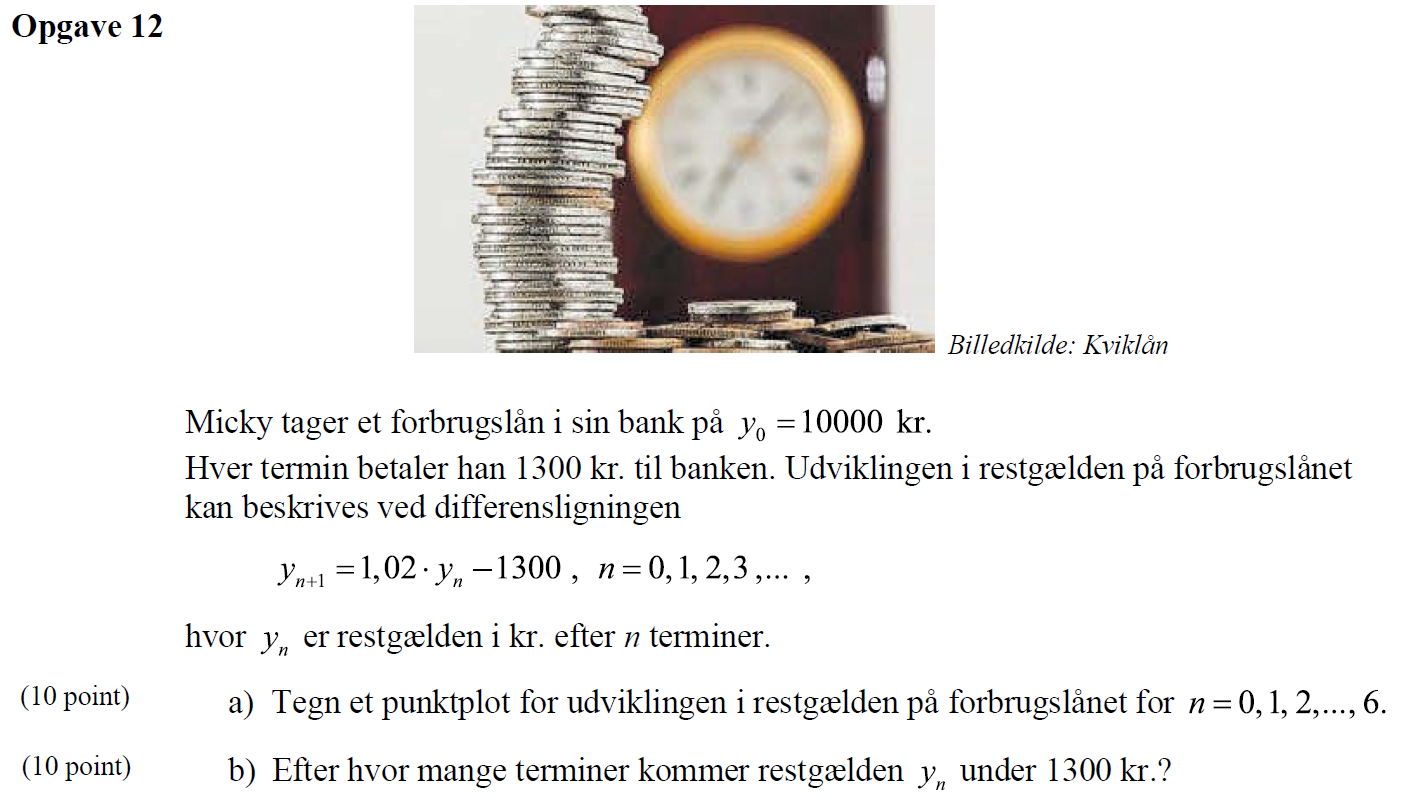 Opgave 12
Billedkilde: Kviklån
Micky tager et forbrugslån i sin bank på y₀ = 10000 kr.
Hver termin betaler han 1300 kr. til banken. Udviklingen i restgælden på forbrugslånet
kan beskrives ved differensligningen
yₙ₊₁ = 1,02 · yₙ − 1300 , n = 0, 1, 2, 3 ,... ,
hvor yₙ er restgælden i kr. efter n terminer.
(10 point) a) Tegn et punktplot for udviklingen i restgælden på forbrugslånet for n = 0, 1, 2,..., 6.
(10 point) b) Efter hvor mange terminer kommer restgælden yₙ under 1300 kr.?